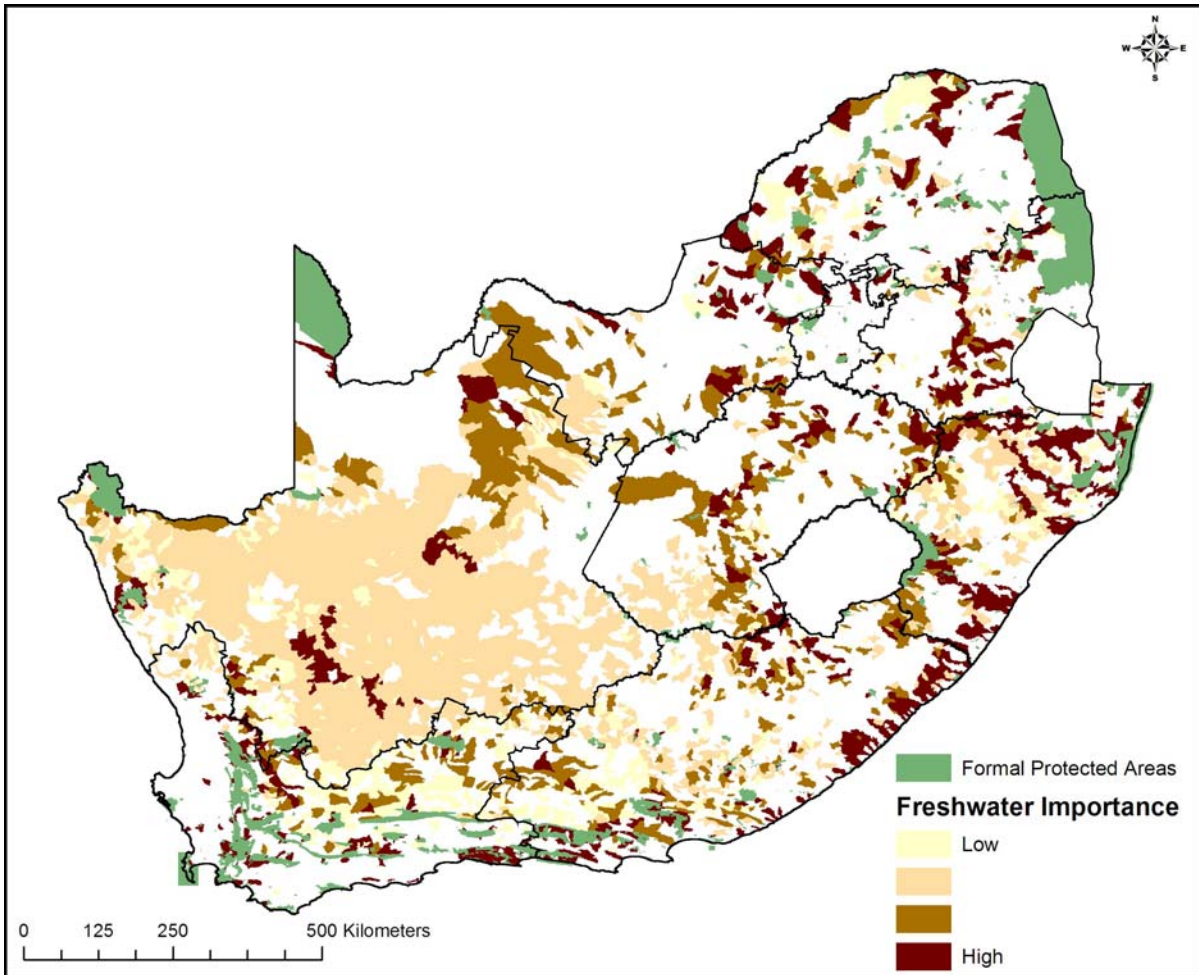 N
W E
S
Formal Protected Areas
Freshwater Importance
Low
High
0 125 250 500 Kilometers